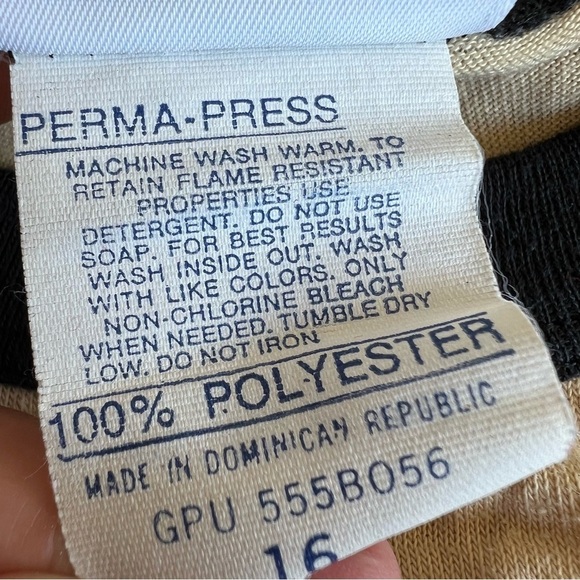 PERMA-PRESS
MACHINE WASH WARM. TO
RETAIN FLAME RESISTANT
PROPERTIES USE
DETERGENT. DO NOT USE
SOAP. FOR BEST RESULTS
WASH INSIDE OUT. WASH
WITH LIKE COLORS. ONLY
NON-CHLORINE BLEACH
WHEN NEEDED. TUMBLE DRY
LOW. DO NOT IRON
100% POLYESTER
MADE IN DOMINICAN REPUBLIC
GPU 555BO56
16